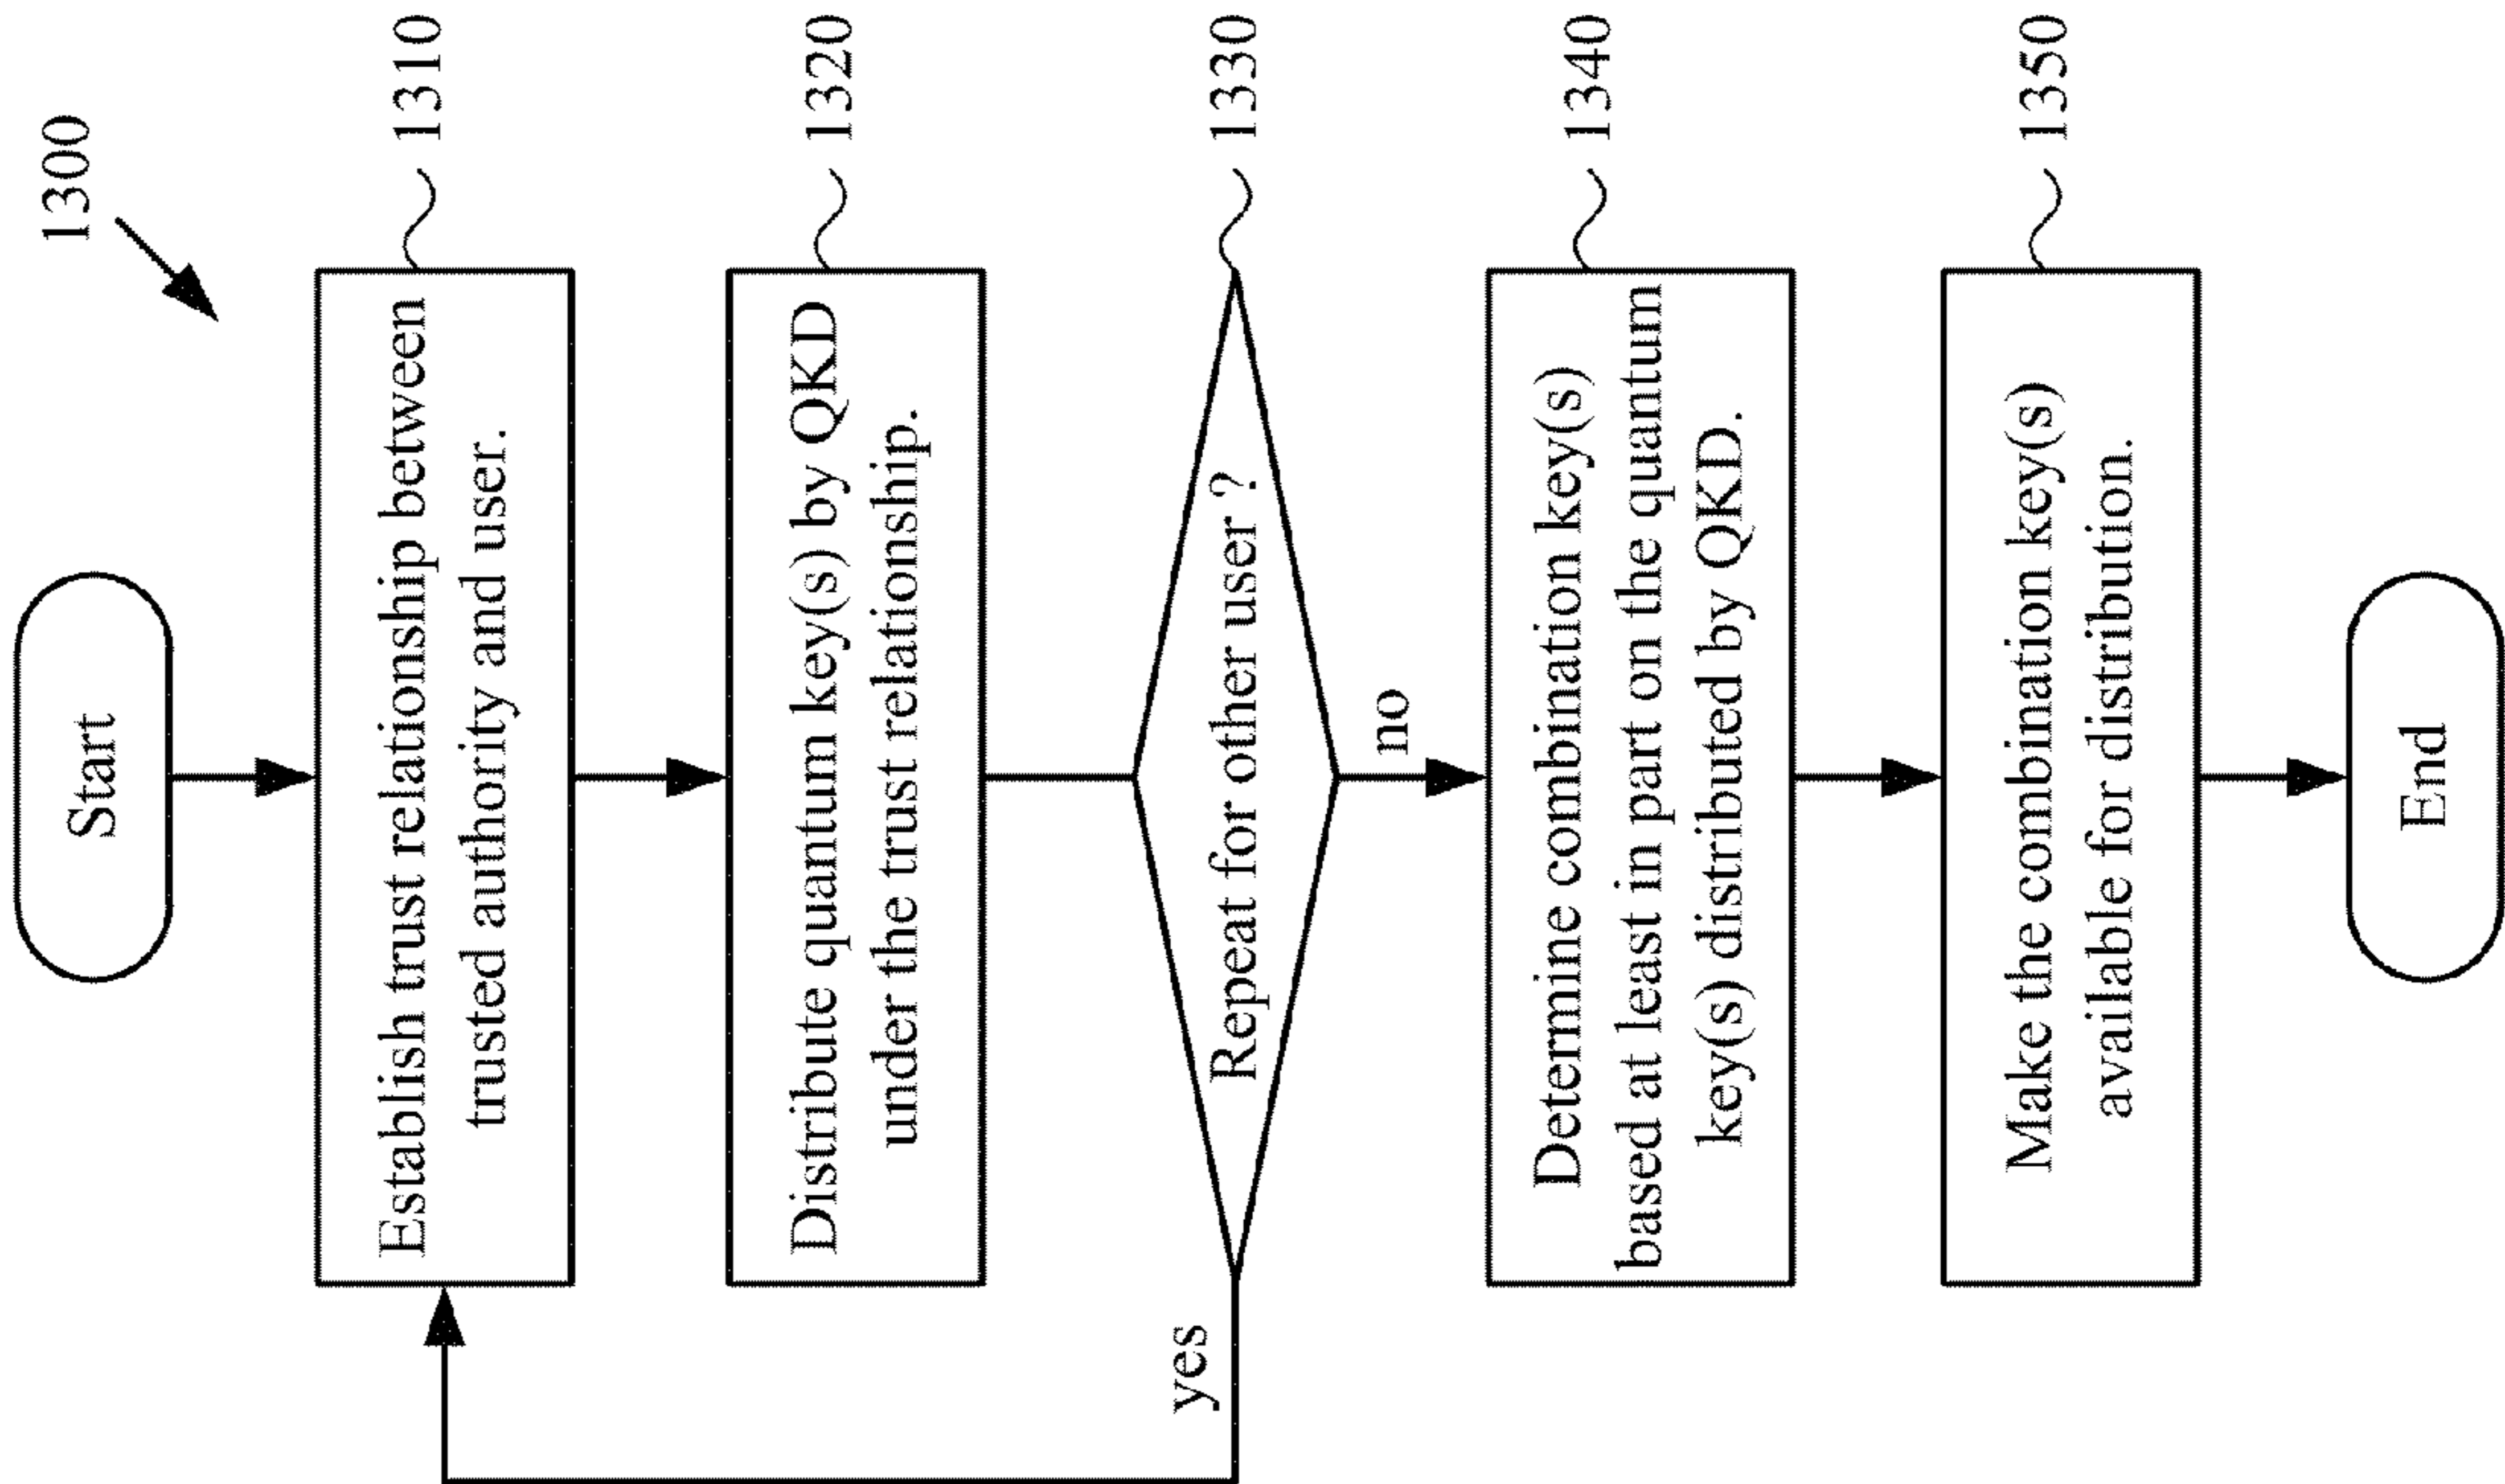 1300
Start
Establish trust relationship between
trusted authority and user.
1310
Distribute quantum key(s) by QKD
under the trust relationship.
1320
Repeat for other user ?
1330
yes
no
Determine combination key(s)
based at least in part on the quantum
key(s) distributed by QKD.
1340
Make the combination key(s)
available for distribution.
1350
End